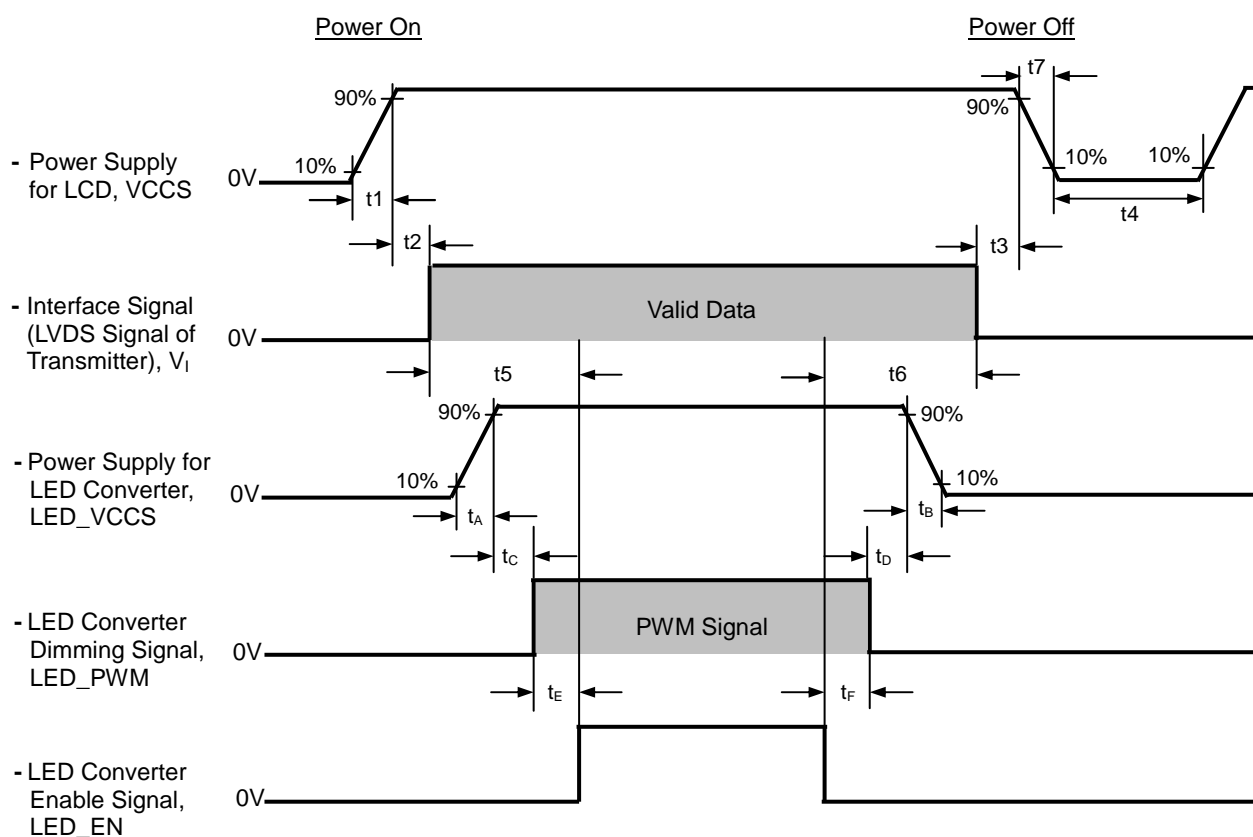 Power On
Power Off
t7
90%
90%
- Power Supply
for LCD, VCCS
0V
10%
10%
10%
t1
t4
t2
t3
- Interface Signal
(LVDS Signal of
Transmitter), VI
0V
Valid Data
t5
t6
90%
90%
- Power Supply for
LED Converter,
LED_VCCS
0V
10%
10%
tA
tB
tC
tD
- LED Converter
Dimming Signal,
LED_PWM
0V
PWM Signal
tE
tF
- LED Converter
Enable Signal,
LED_EN
0V